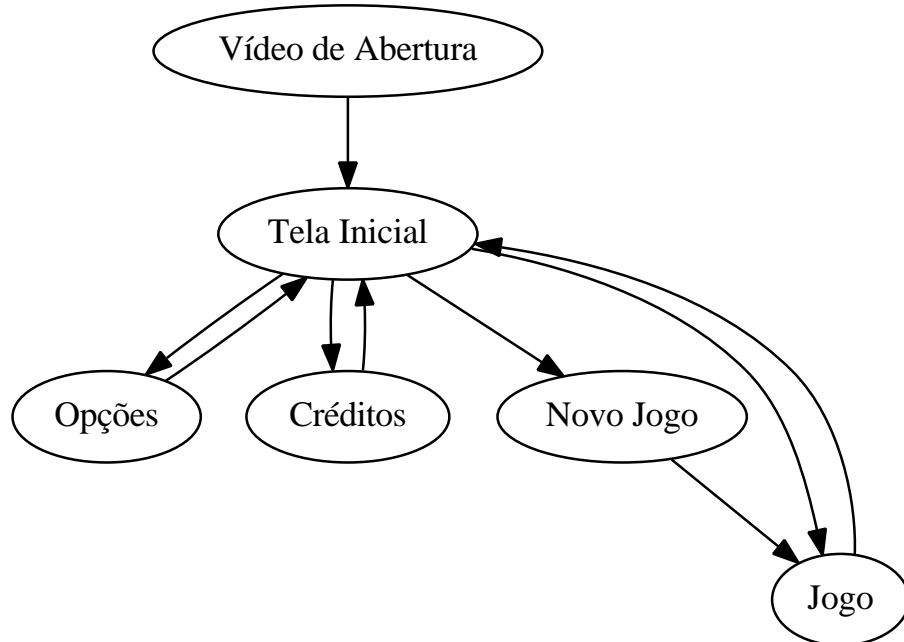 Vídeo de Abertura
Tela Inicial
Opções
Créditos
Novo Jogo
Jogo